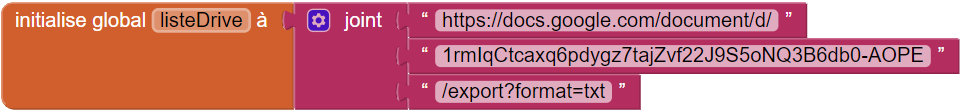 initialise global listeDrive à joint “ https://docs.google.com/document/d/ ”
“ 1rmIqCtcaxq6pdygz7tajZvf22J9S5oNQ3B6db0-AOPE ”
“ /export?format=txt ”